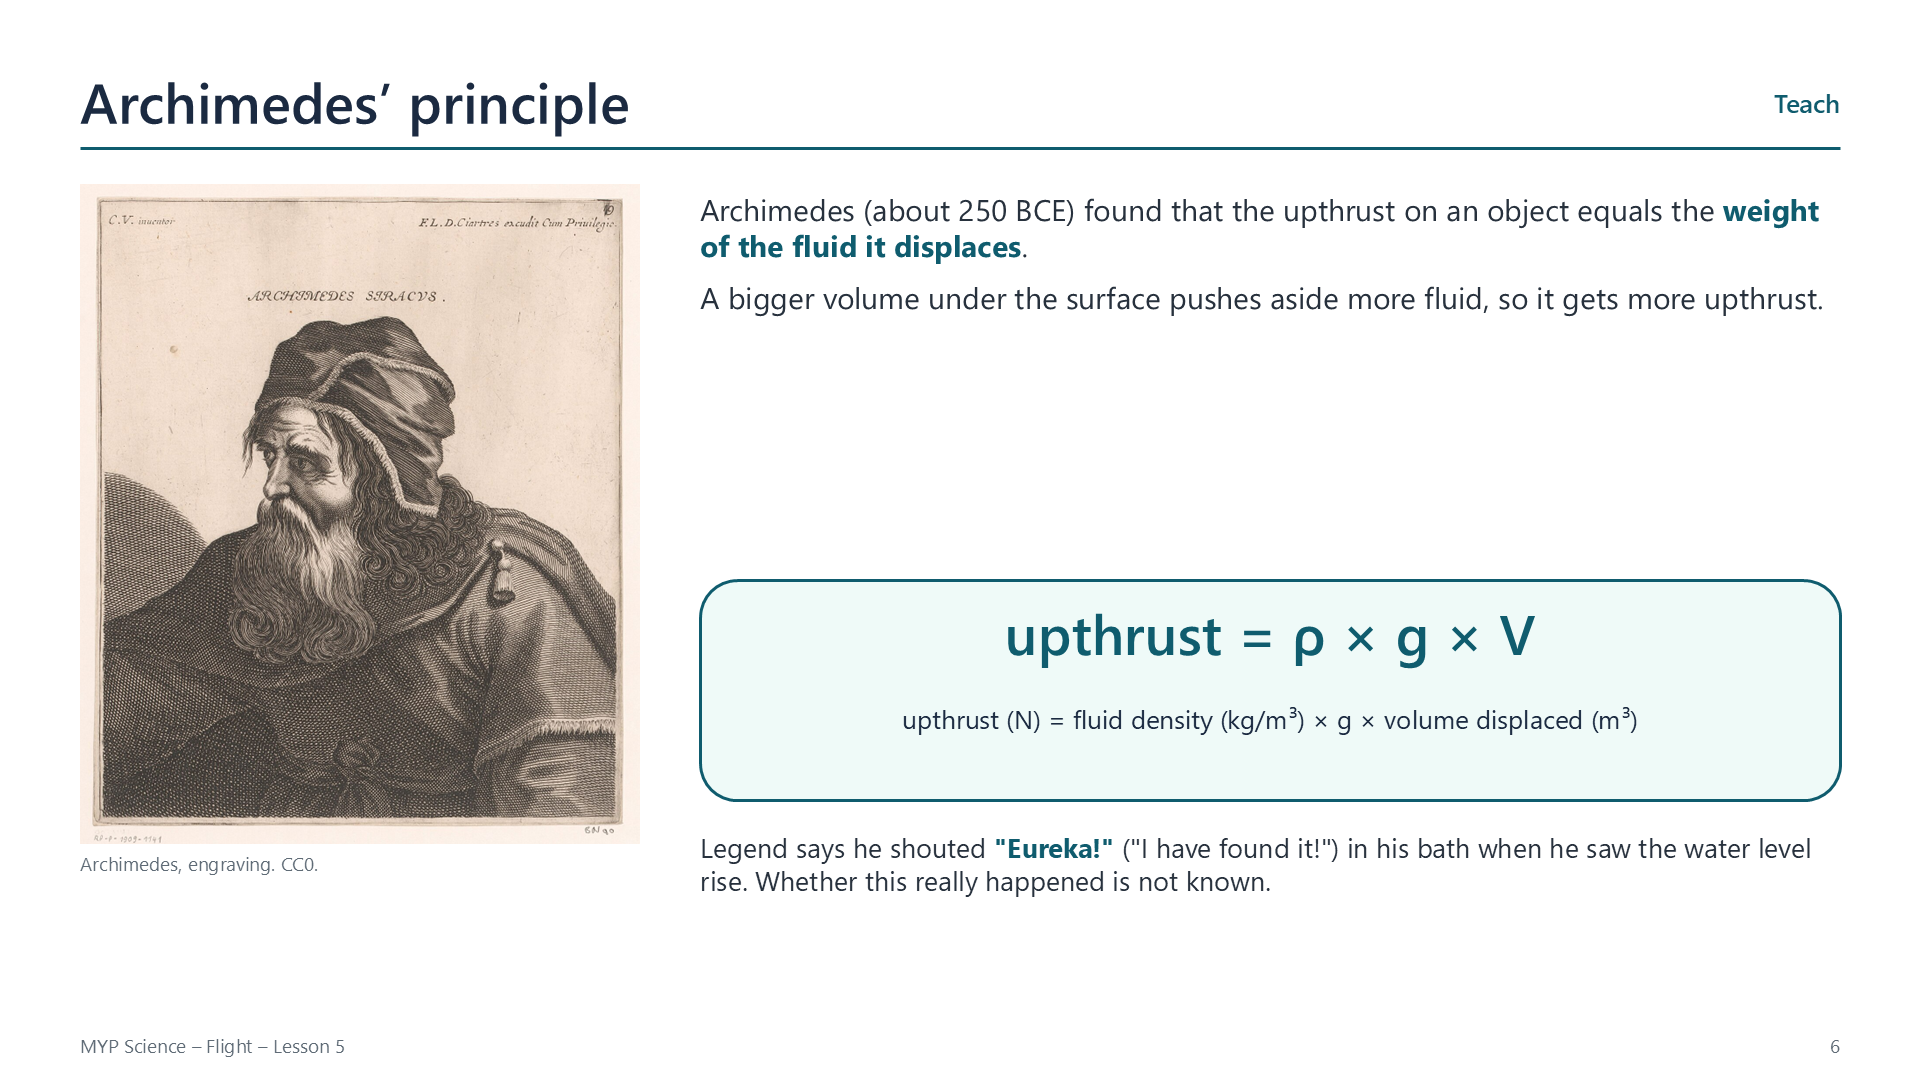 Archimedes’ principle
Teach
C.V. inventor
F.L.D.Ciartres excudit Cum Privilegio.
ARCHIMEDES SIRACVS.
Archimedes, engraving. CC0.
Archimedes (about 250 BCE) found that the upthrust on an object equals the weight
of the fluid it displaces.
A bigger volume under the surface pushes aside more fluid, so it gets more upthrust.
upthrust = ρ × g × V
upthrust (N) = fluid density (kg/m³) × g × volume displaced (m³)
Legend says he shouted "Eureka!" ("I have found it!") in his bath when he saw the water level
rise. Whether this really happened is not known.
MYP Science – Flight – Lesson 5
6